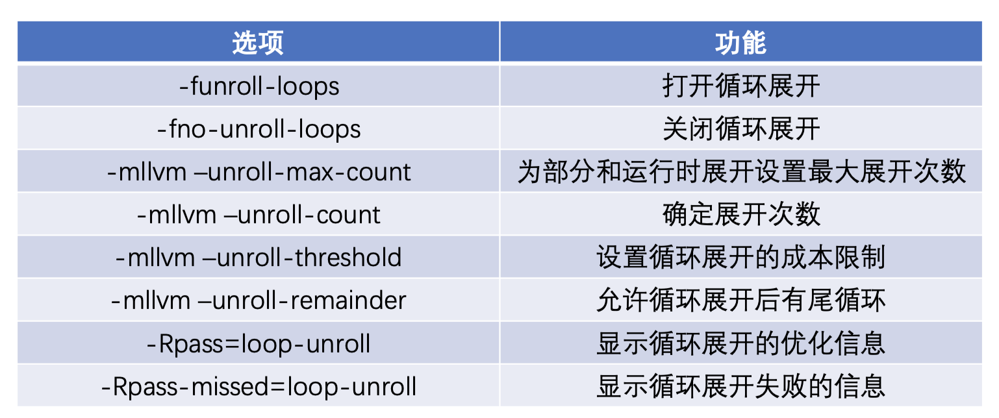 选项 功能
-funroll-loops 打开循环展开
-fno-unroll-loops 关闭循环展开
-mllvm –unroll-max-count 为部分和运行时展开设置最大展开次数
-mllvm –unroll-count 确定展开次数
-mllvm –unroll-threshold 设置循环展开的成本限制
-mllvm –unroll-remainder 允许循环展开后有尾循环
-Rpass=loop-unroll 显示循环展开的优化信息
-Rpass-missed=loop-unroll 显示循环展开失败的信息